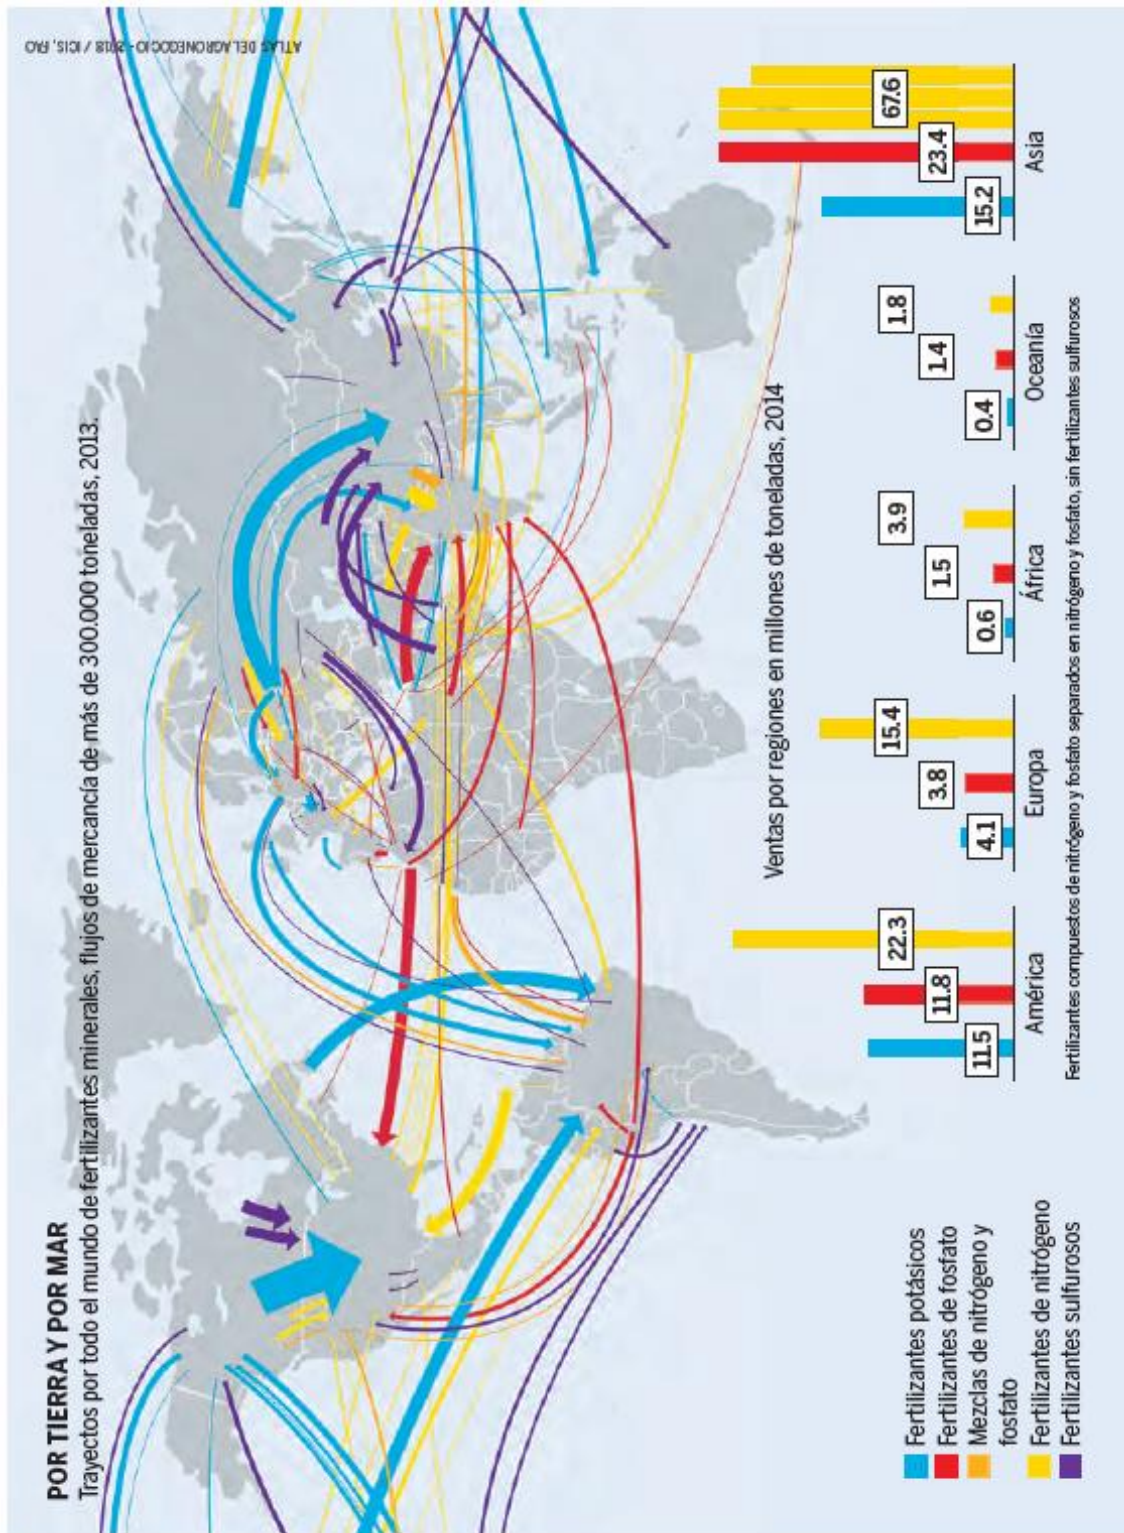 POR TIERRA Y POR MAR
Trayectos por todo el mundo de fertilizantes minerales, flujos de mercancía de más de 300.000 toneladas, 2013.
ATLAS DEL AGRONEGOCIO - 2018 / ICIS, FAO
Fertilizantes potásicos
Fertilizantes de fosfato
Mezclas de nitrógeno y
fosfato
Fertilizantes de nitrógeno
Fertilizantes sulfurosos
Ventas por regiones en millones de toneladas, 2014
11.5
11.8
22.3
América
4.1
3.8
15.4
Europa
0.6
1.5
3.9
África
0.4
1.4
1.8
Oceanía
15.2
23.4
67.6
Asia
Fertilizantes compuestos de nitrógeno y fosfato separados en nitrógeno y fosfato, sin fertilizantes sulfurosos